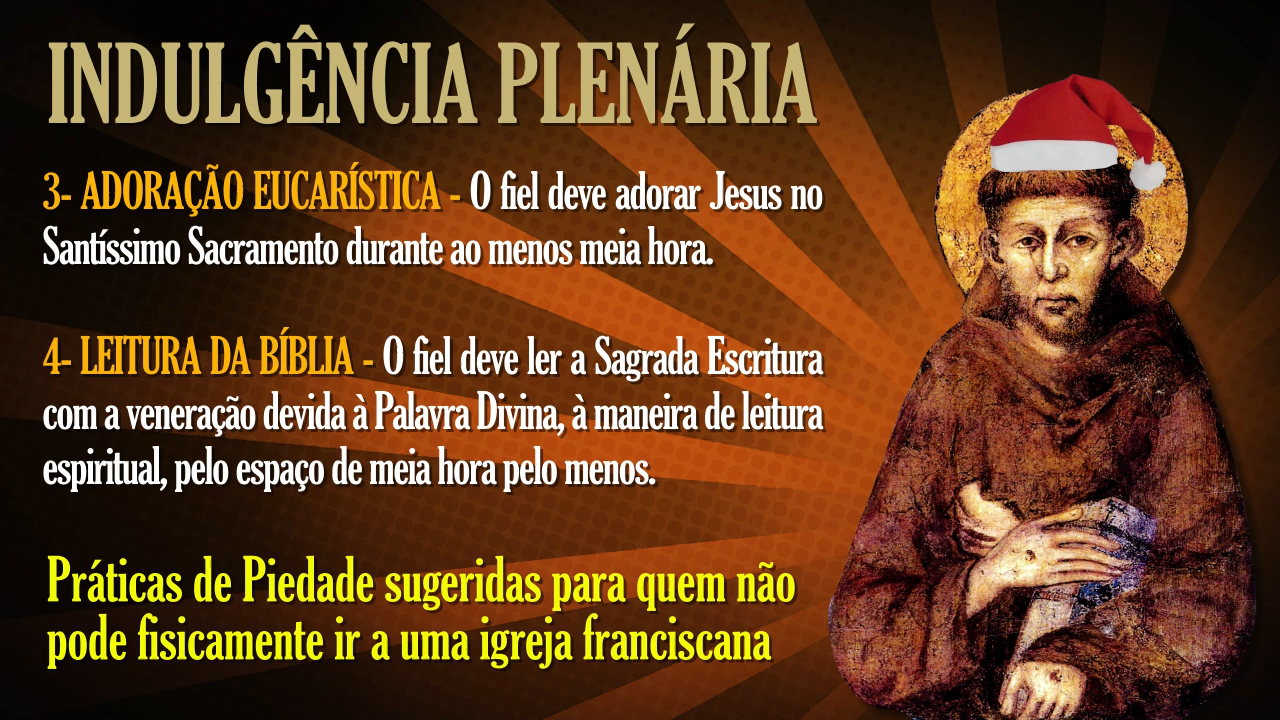 INDULGÊNCIA PLENÁRIA
3- ADORAÇÃO EUCARÍSTICA - O fiel deve adorar Jesus no
Santíssimo Sacramento durante ao menos meia hora.
4- LEITURA DA BÍBLIA - O fiel deve ler a Sagrada Escritura
com a veneração devida à Palavra Divina, à maneira de leitura
espiritual, pelo espaço de meia hora pelo menos.
Práticas de Piedade sugeridas para quem não
pode fisicamente ir a uma igreja franciscana